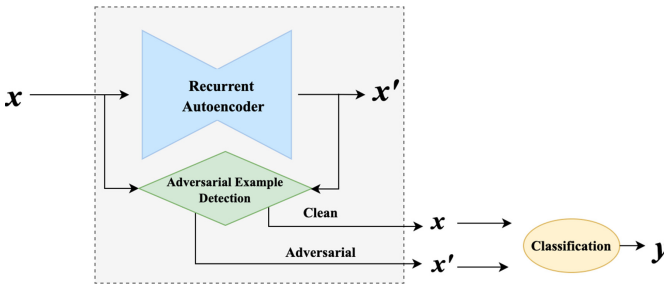 x
Recurrent
Autoencoder
x'
Adversarial Example
Detection
Clean
x
Adversarial
x'
Classification
y